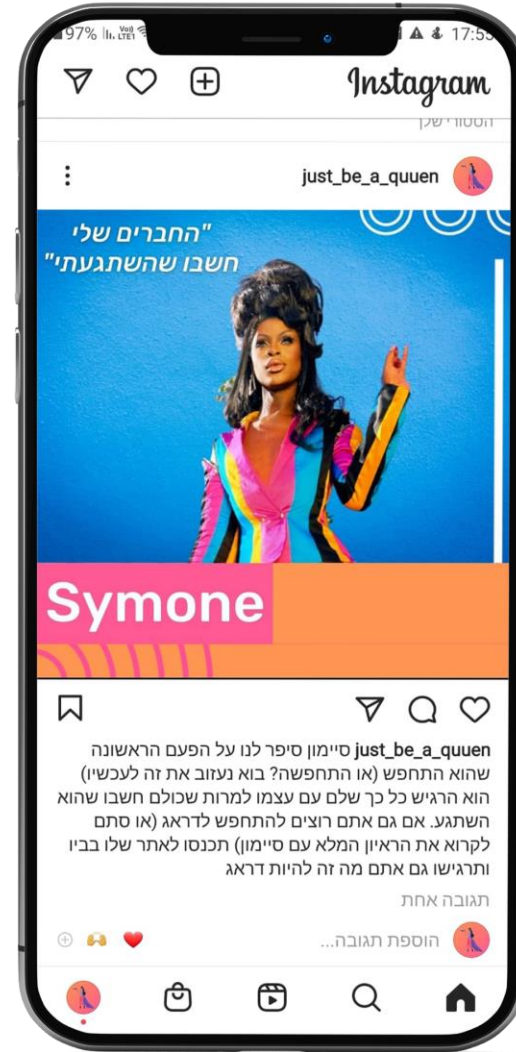 97%
17:55
Instagram
הסטורי שלך
just_be_a_quuen
"החברים שלי
חשבו שהשתגעתי"
Symone
just_be_a_quuen סיימון סיפר לנו על הפעם הראשונה
שהוא התחפש (או התחפשה? בוא נעזוב את זה לעכשיו)
הוא הרגיש כל כך שלם עם עצמו למרות שכולם חשבו שהוא
השתגע. אם גם אתם רוצים להתחפש לדראג (או סתם
לקרוא את הראיון המלא עם סיימון) תכנסו לאתר שלו בביו
ותרגישו גם אתם מה זה להיות דראג
תגובה אחת
הוספת תגובה...